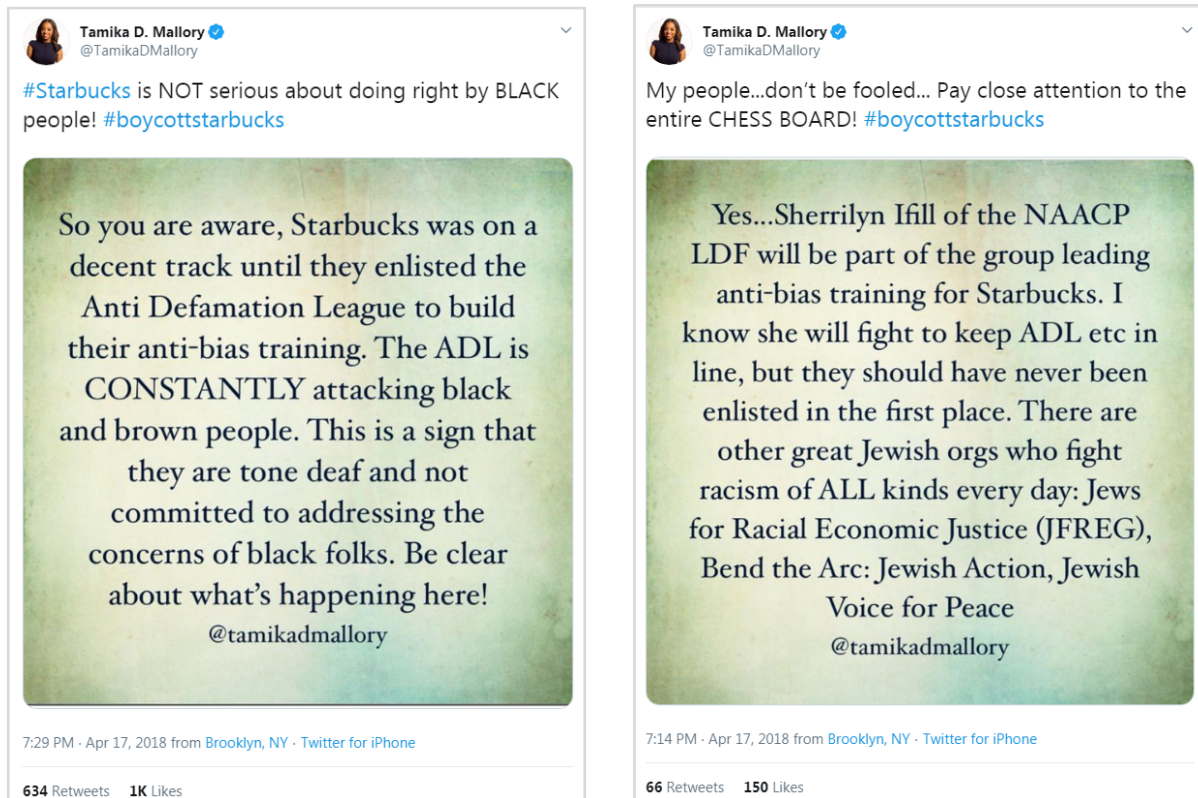 Tamika D. Mallory
@TamikaDMallory
#Starbucks is NOT serious about doing right by BLACK
people! #boycottstarbucks
So you are aware, Starbucks was on a
decent track until they enlisted the
Anti Defamation League to build
their anti-bias training. The ADL is
CONSTANTLY attacking black
and brown people. This is a sign that
they are tone deaf and not
committed to addressing the
concerns of black folks. Be clear
about what's happening here!
@tamikadmallory
7:29 PM · Apr 17, 2018 from Brooklyn, NY · Twitter for iPhone
634 Retweets 1K Likes
Tamika D. Mallory
@TamikaDMallory
My people...don't be fooled... Pay close attention to the
entire CHESS BOARD! #boycottstarbucks
Yes...Sherrilyn Ifill of the NAACP
LDF will be part of the group leading
anti-bias training for Starbucks. I
know she will fight to keep ADL etc in
line, but they should have never been
enlisted in the first place. There are
other great Jewish orgs who fight
racism of ALL kinds every day: Jews
for Racial Economic Justice (JFREG),
Bend the Arc: Jewish Action, Jewish
Voice for Peace
@tamikadmallory
7:14 PM · Apr 17, 2018 from Brooklyn, NY · Twitter for iPhone
66 Retweets 150 Likes